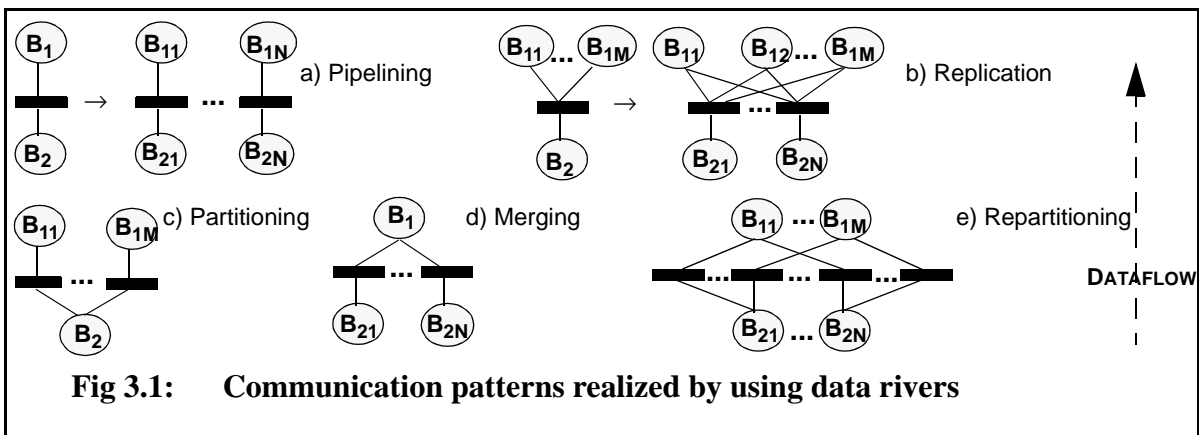 B11 B1N B11 ... B1M B11 B12 ... B1M
B1
a) Pipelining
b) Replication
→ ... → ...
B2 B21 B2N B2 B21 B2N
c) Partitioning d) Merging e) Repartitioning
B11 B1M B1 B11 ... B1M
... ... ... ... ...
DATAFLOW
B2 B21 B2N B21 ... B2N
Fig 3.1: Communication patterns realized by using data rivers